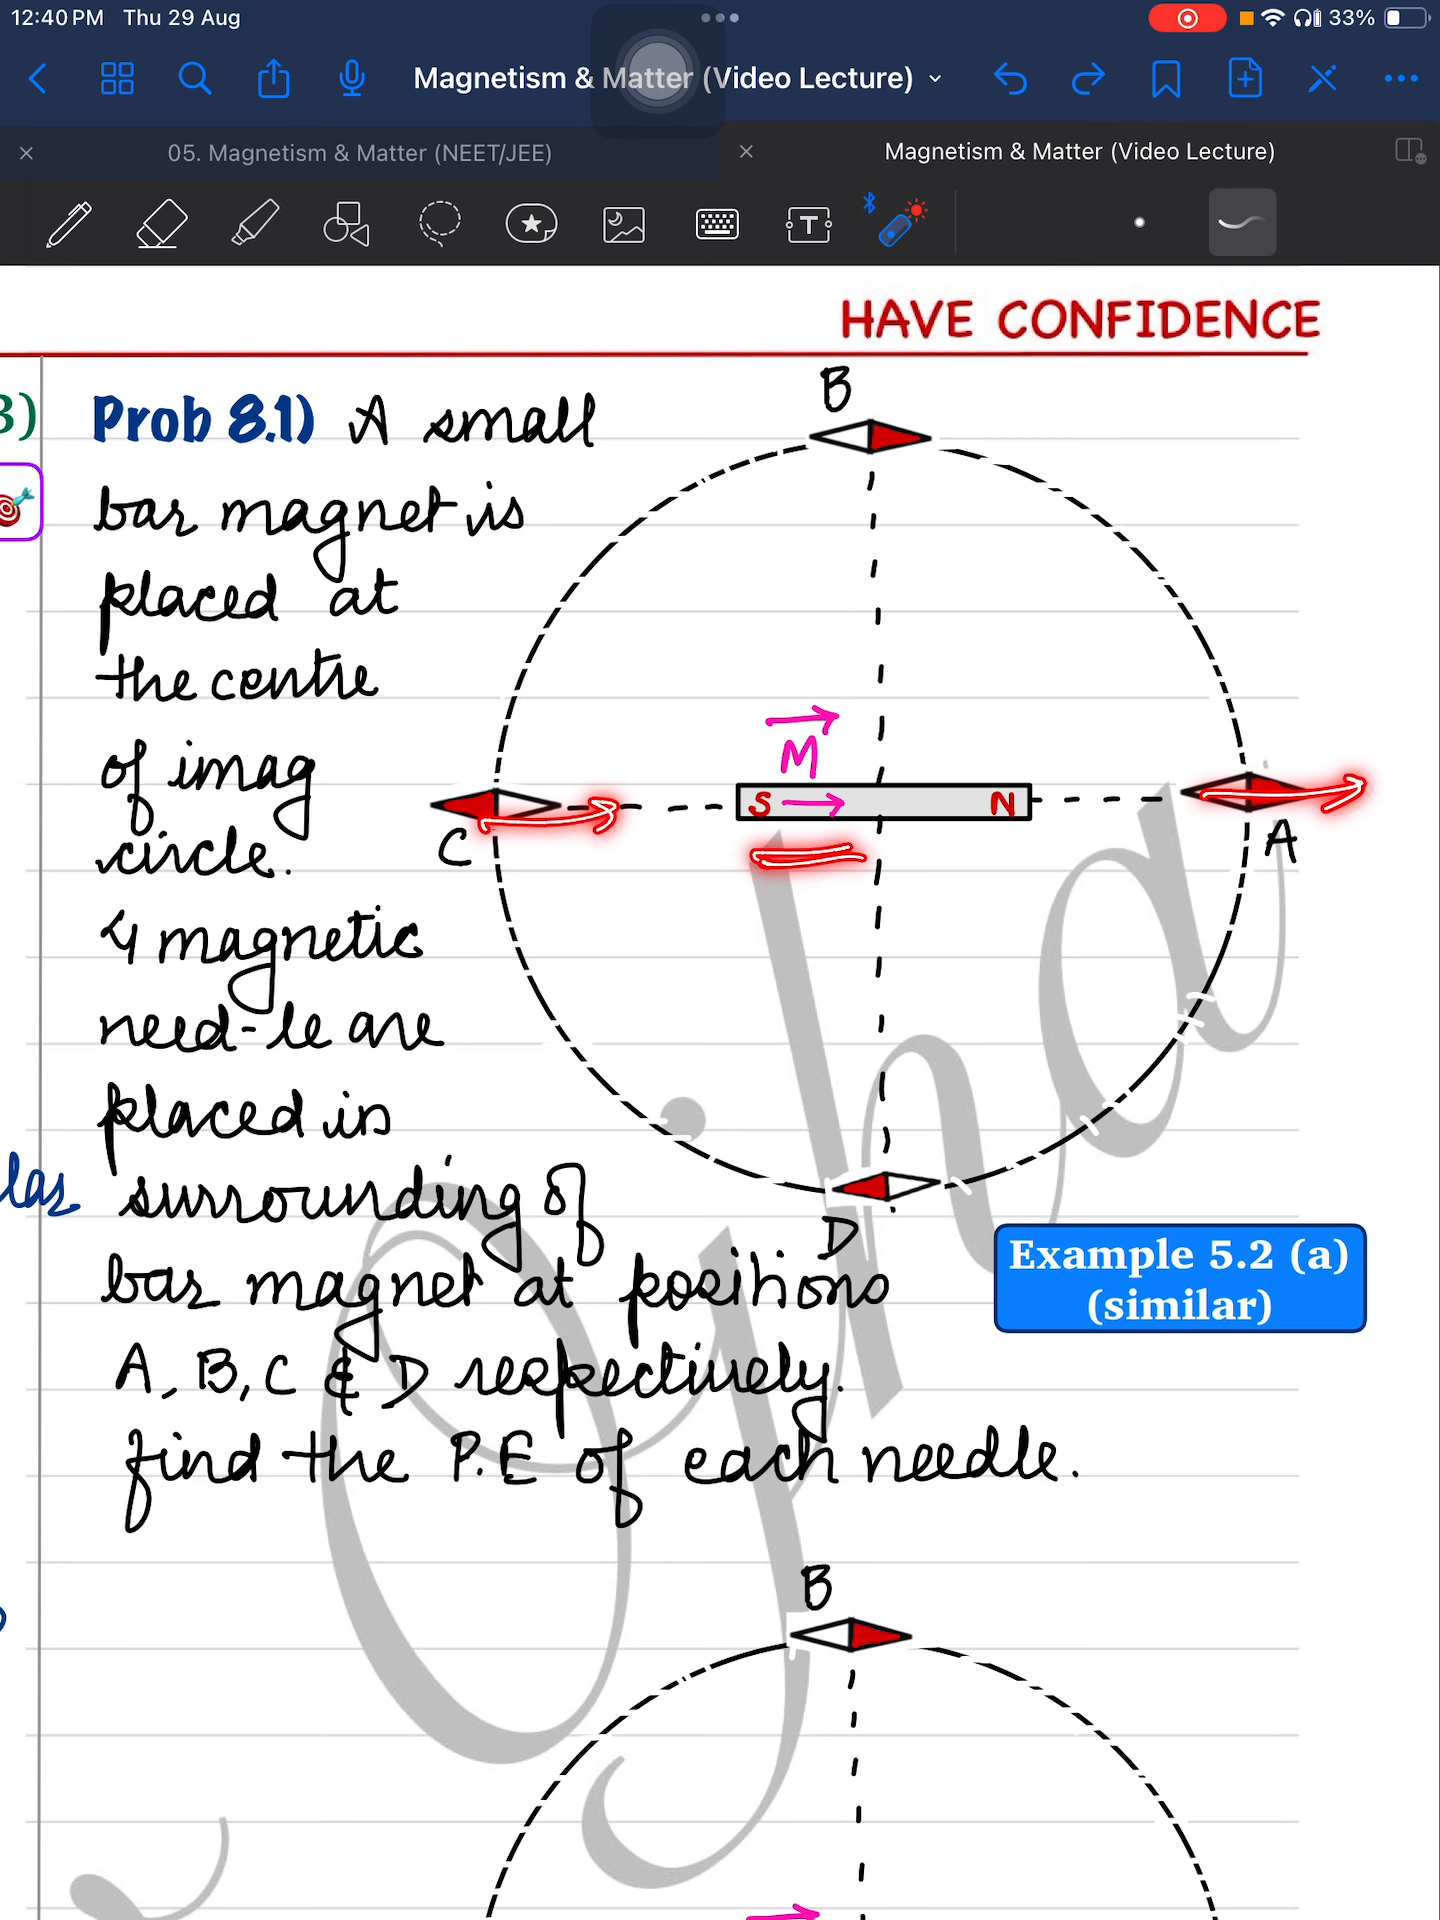 12:40 PM Thu 29 Aug
33%
Magnetism & Matter (Video Lecture)
05. Magnetism & Matter (NEET/JEE)
Magnetism & Matter (Video Lecture)
T
HAVE CONFIDENCE
B
3) Prob 8.1) A small
bar magnet is
placed at
the centre
of imag
circle.
M
S N
C
A
4 magnetic
need-le are
placed in
surrounding of
D
bar magnet at positions
A, B, C & D respectively.
find the P.E of each needle.
Example 5.2 (a)
(similar)
B
Ojha